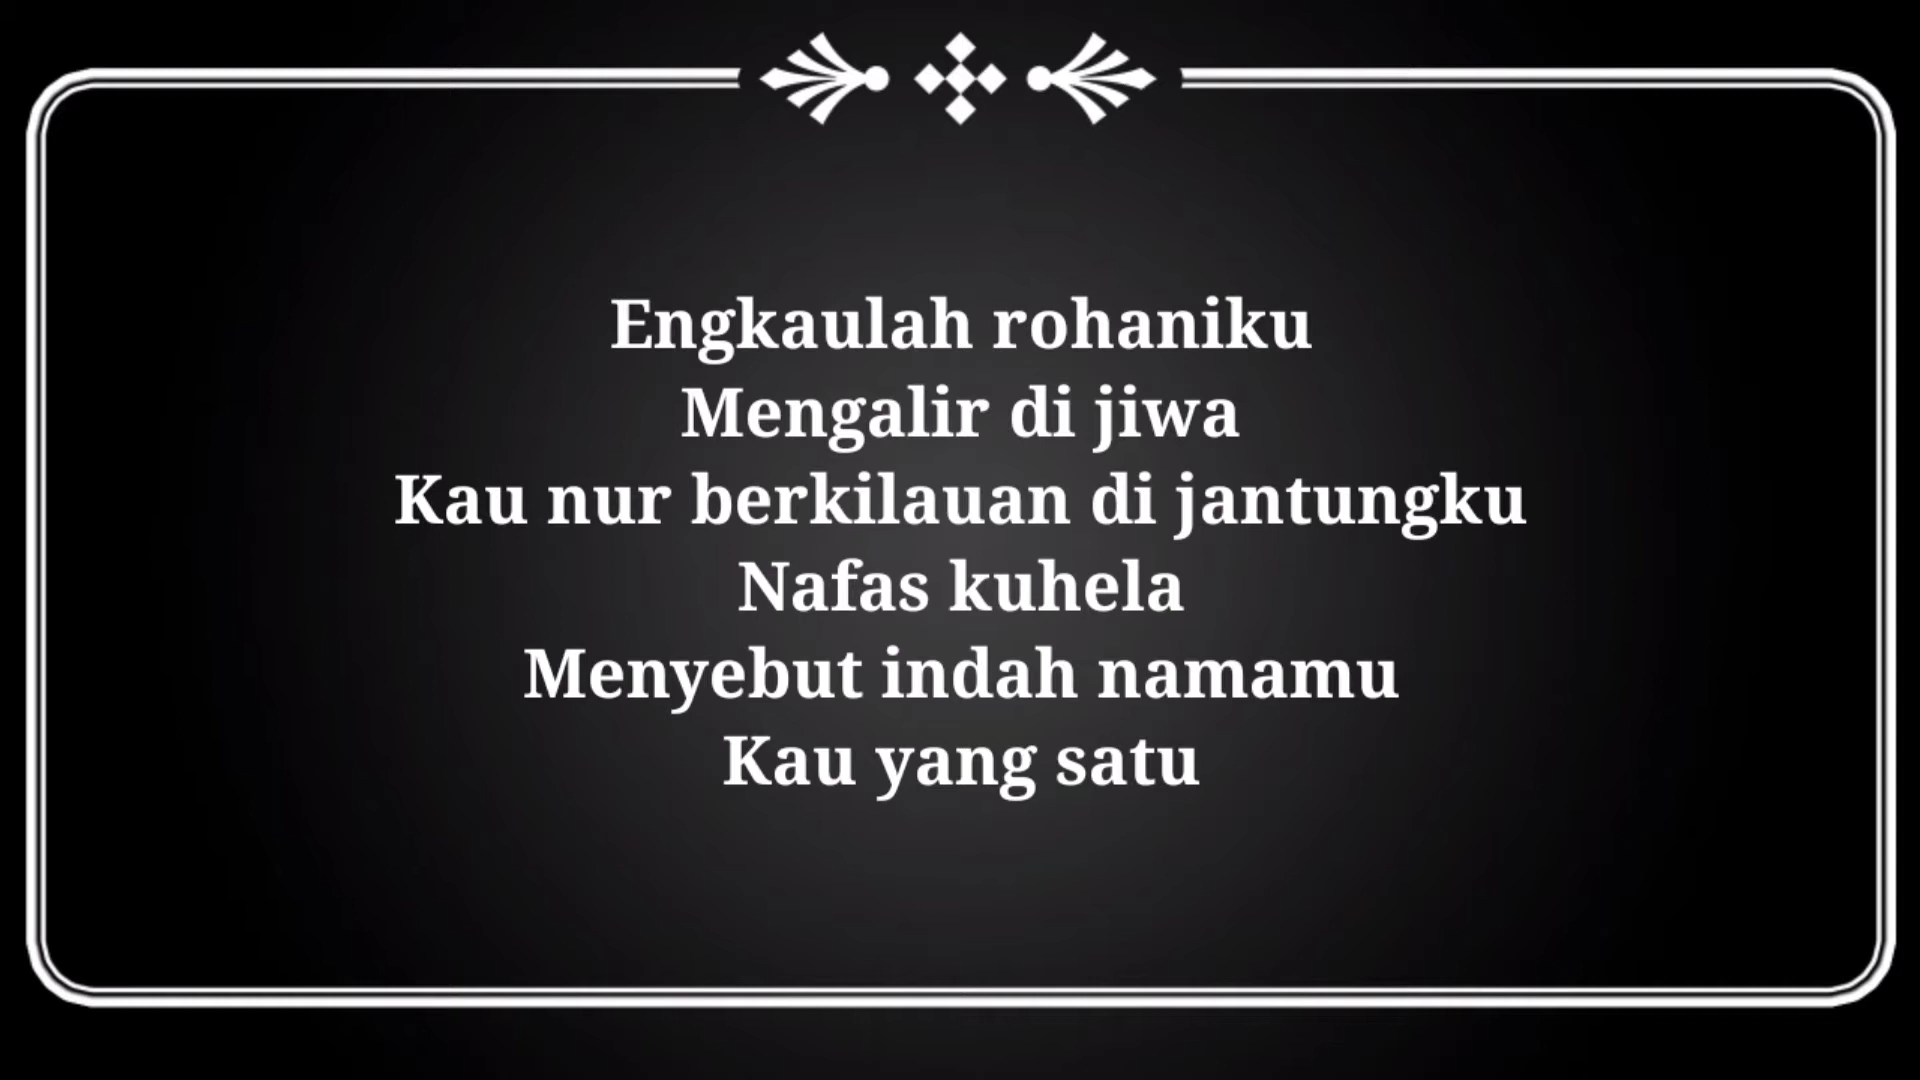 Engkaulah rohaniku
Mengalir di jiwa
Kau nur berkilauan di jantungku
Nafas kuhela
Menyebut indah namamu
Kau yang satu